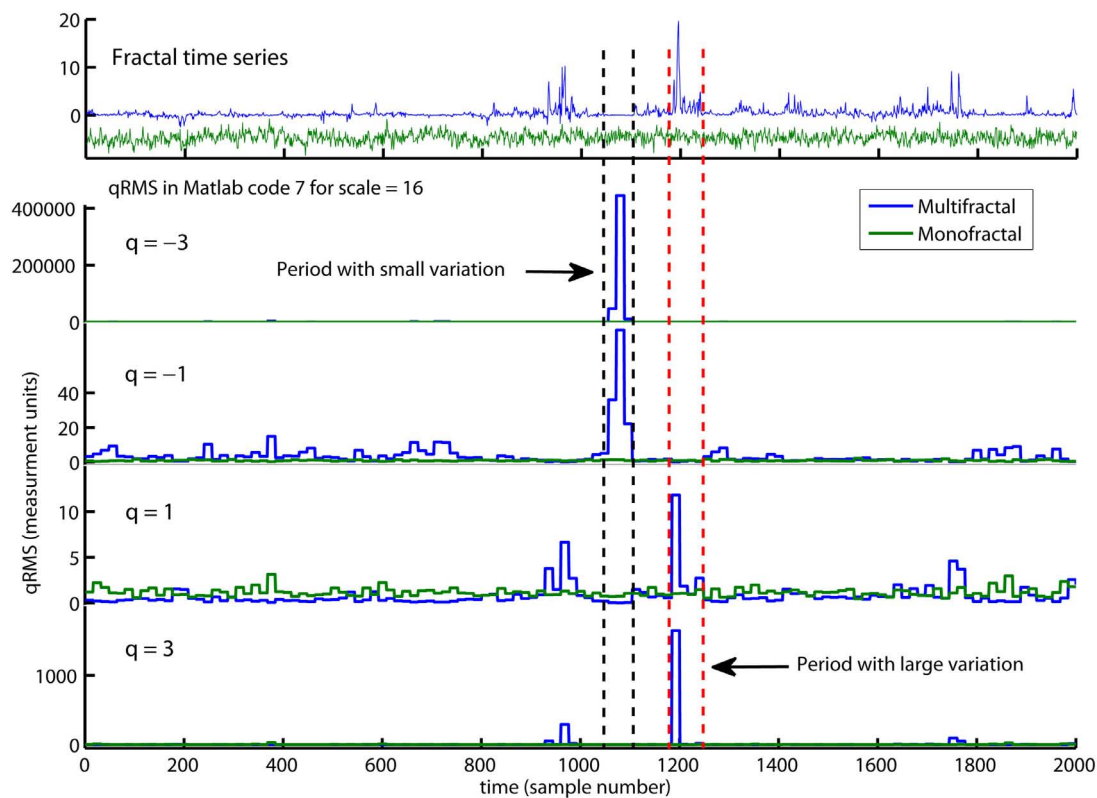 20
10
0
Fractal time series
qRMS in Matlab code 7 for scale = 16
Multifractal
Monofractal
400000
200000
0
q = −3
Period with small variation
40
20
0
q = −1
10
5
0
q = 1
1000
0
q = 3
Period with large variation
qRMS (measurment units)
0 200 400 600 800 1000 1200 1400 1600 1800 2000
time (sample number)